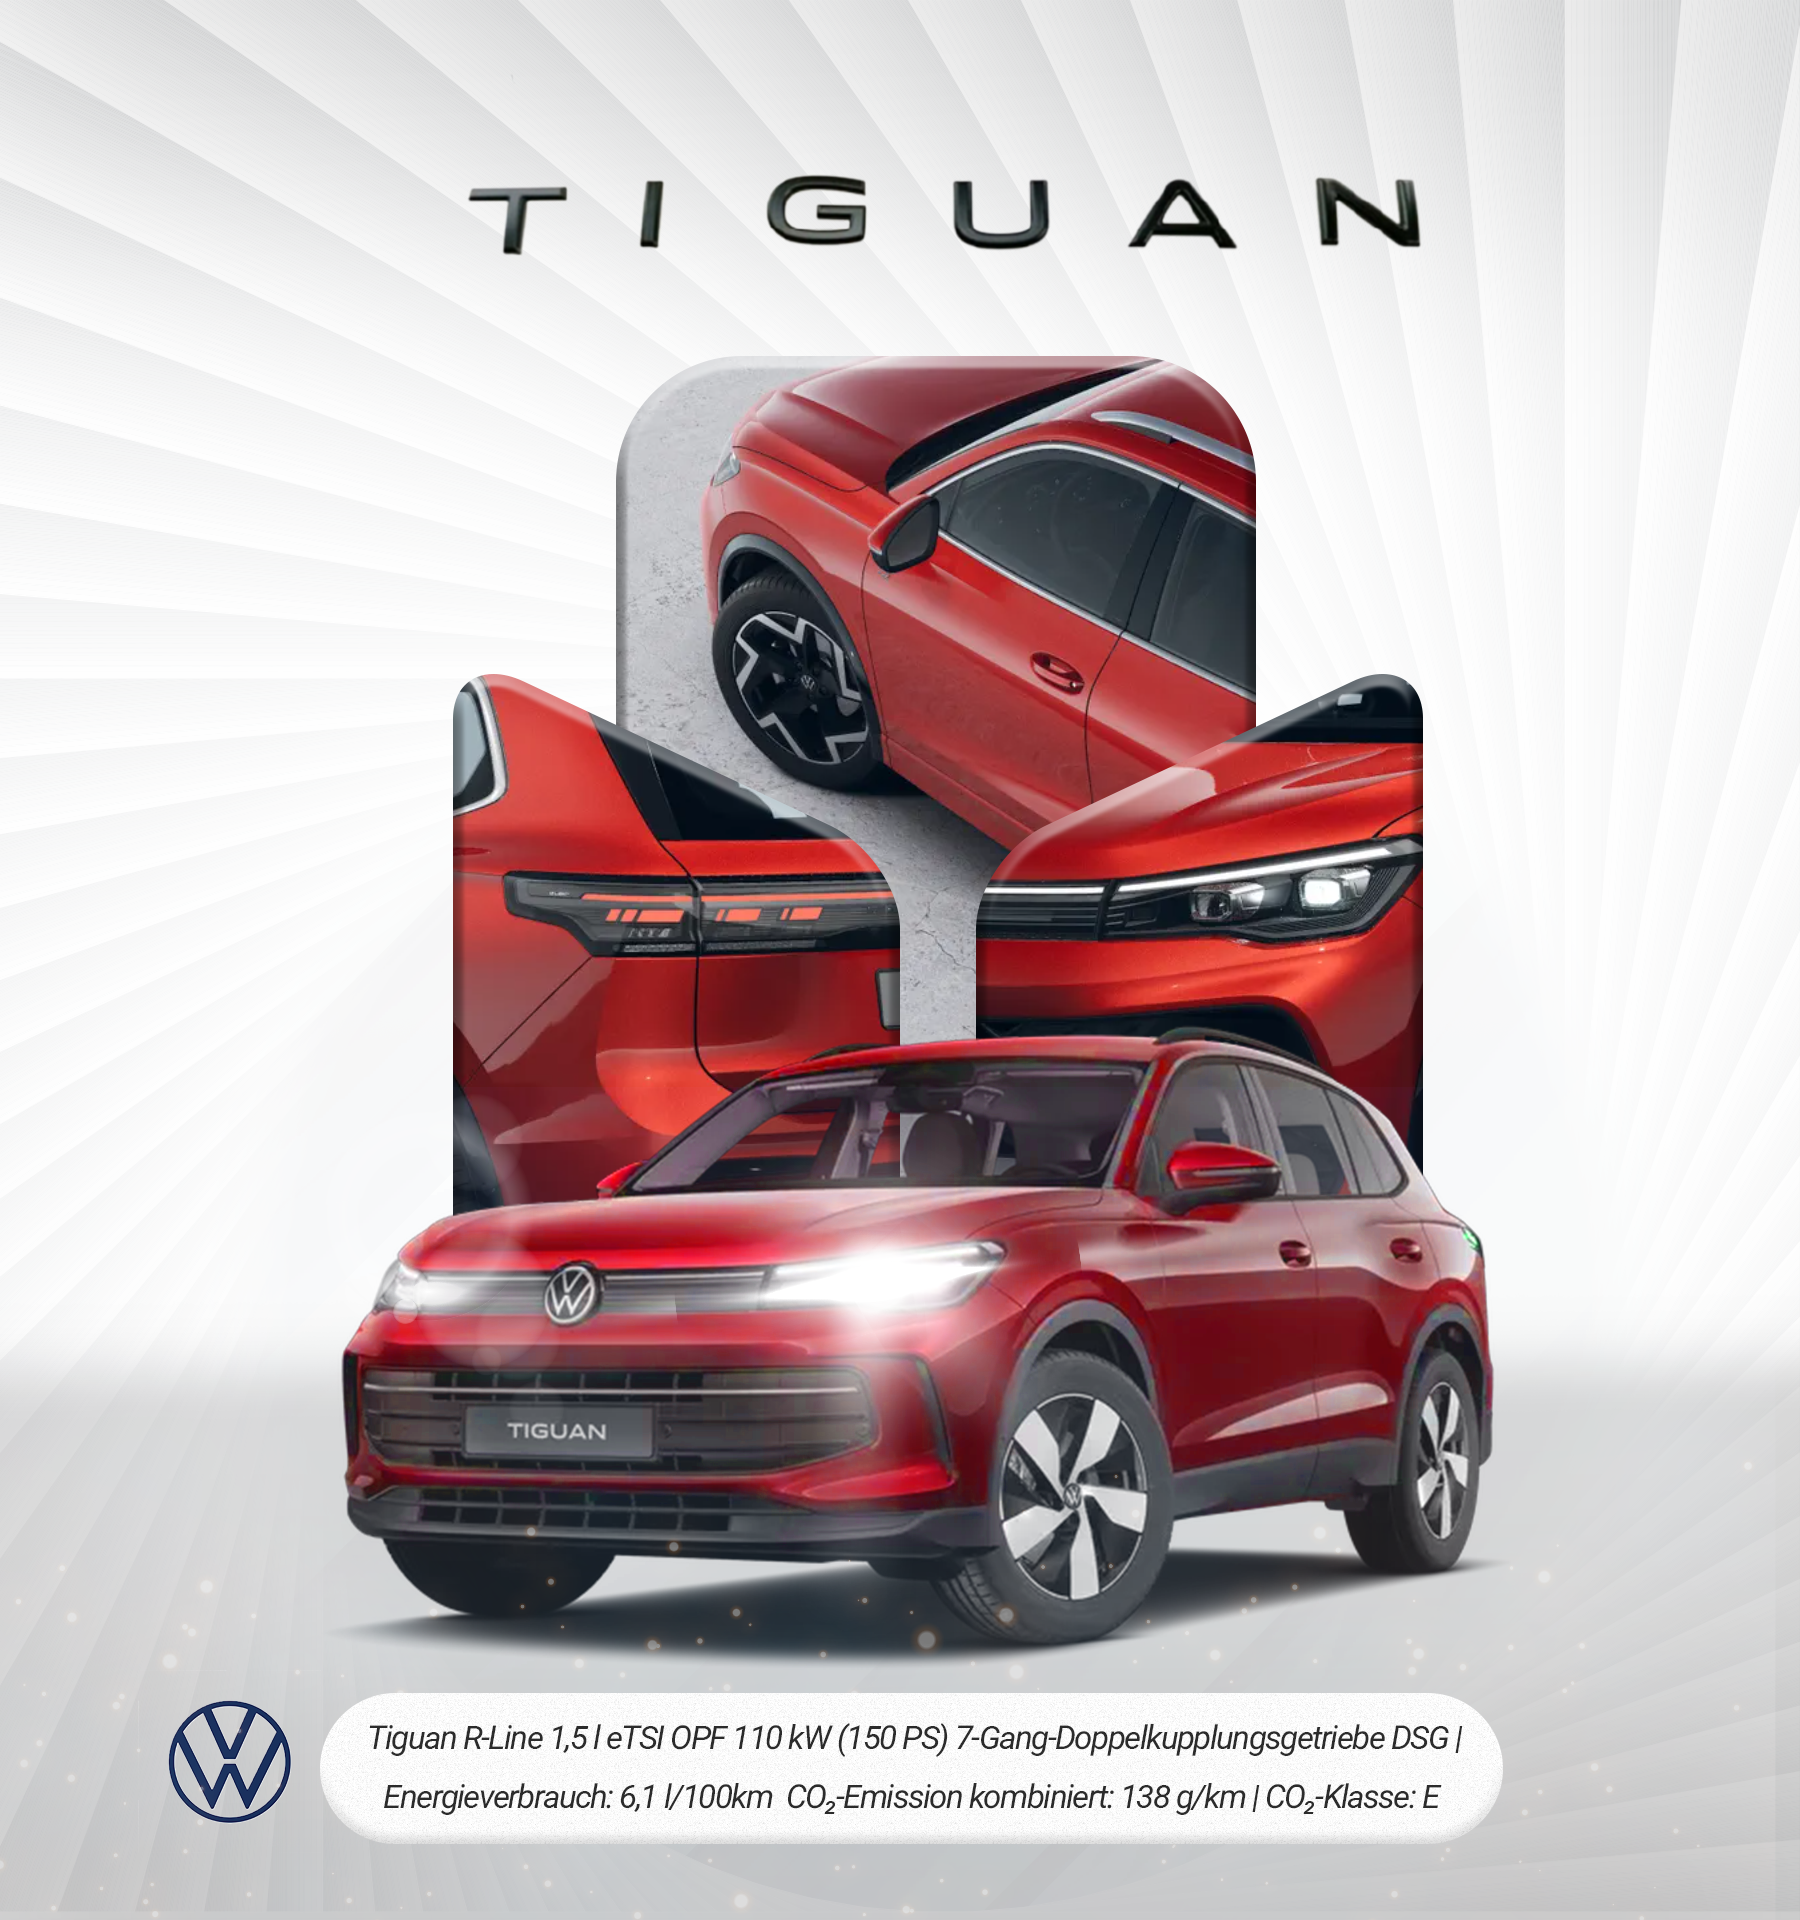 TIGUAN
TIGUAN
Tiguan R-Line 1,5 l eTSI OPF 110 kW (150 PS) 7-Gang-Doppelkupplungsgetriebe DSG |
Energieverbrauch: 6,1 l/100km CO₂-Emission kombiniert: 138 g/km | CO₂-Klasse: E